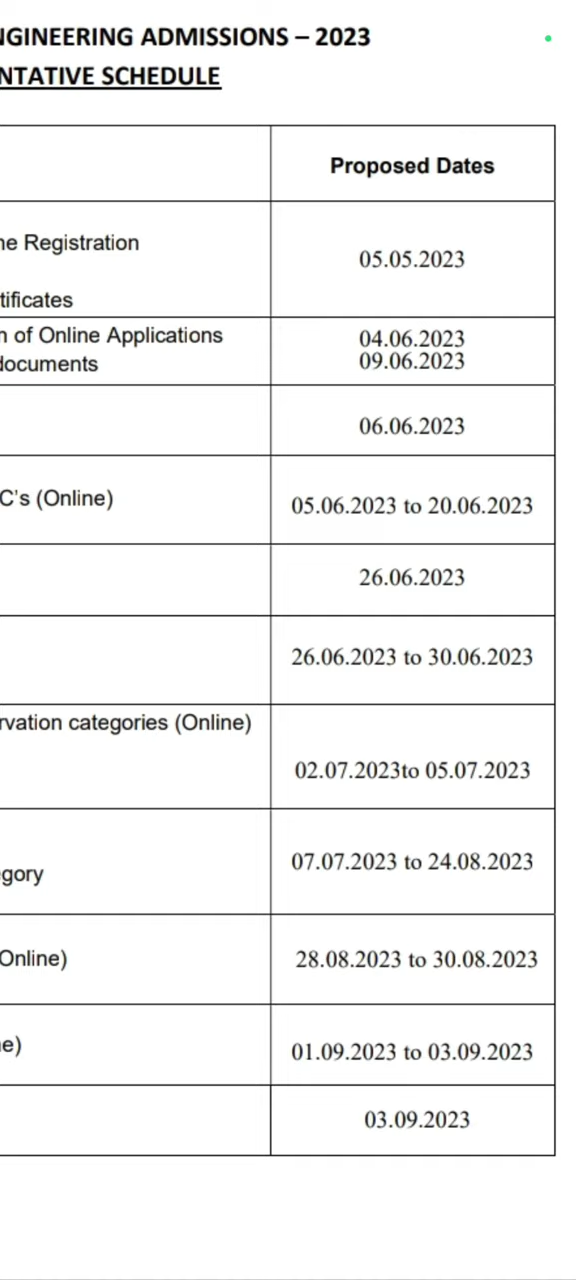 NGINEERING ADMISSIONS – 2023
NTATIVE SCHEDULE
Proposed Dates
ne Registration
05.05.2023
tificates
n of Online Applications
04.06.2023
documents
09.06.2023
06.06.2023
C's (Online)
05.06.2023 to 20.06.2023
26.06.2023
26.06.2023 to 30.06.2023
rvation categories (Online)
02.07.2023to 05.07.2023
07.07.2023 to 24.08.2023
egory
Online)
28.08.2023 to 30.08.2023
ne)
01.09.2023 to 03.09.2023
03.09.2023